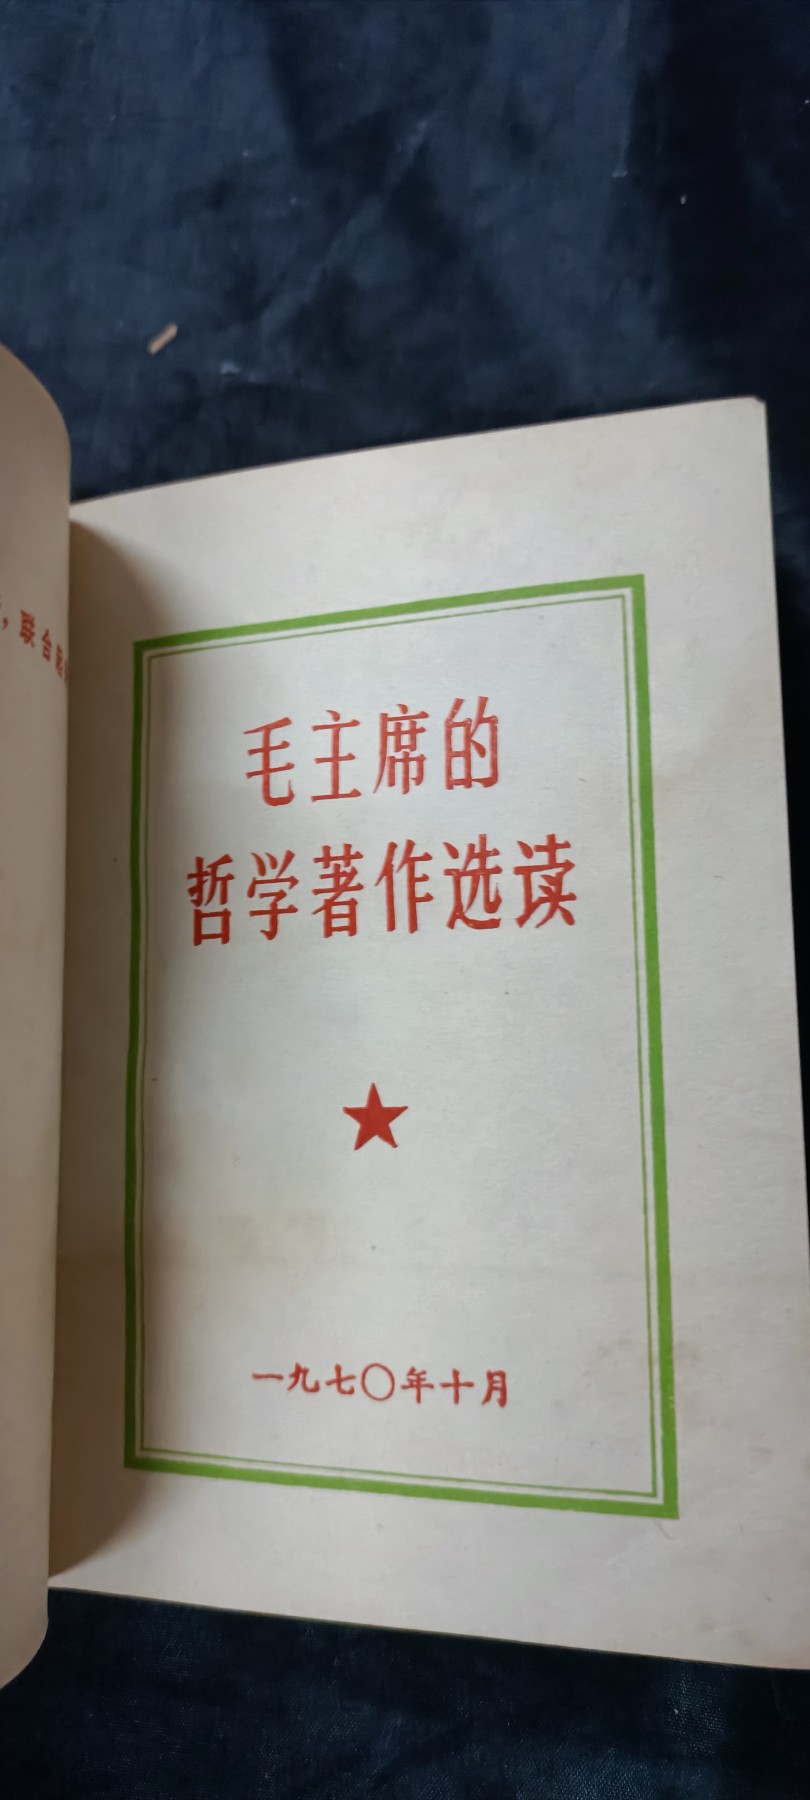 ，联合起
毛主席的
哲学著作选读
一九七〇年十月